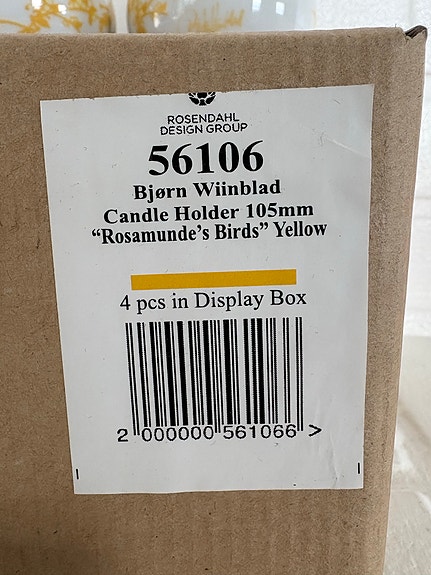 ROSENDAHL
DESIGN GROUP
56106
Bjørn Wiinblad
Candle Holder 105mm
“Rosamunde’s Birds” Yellow
4 pcs in Display Box
2 000000 561066 >